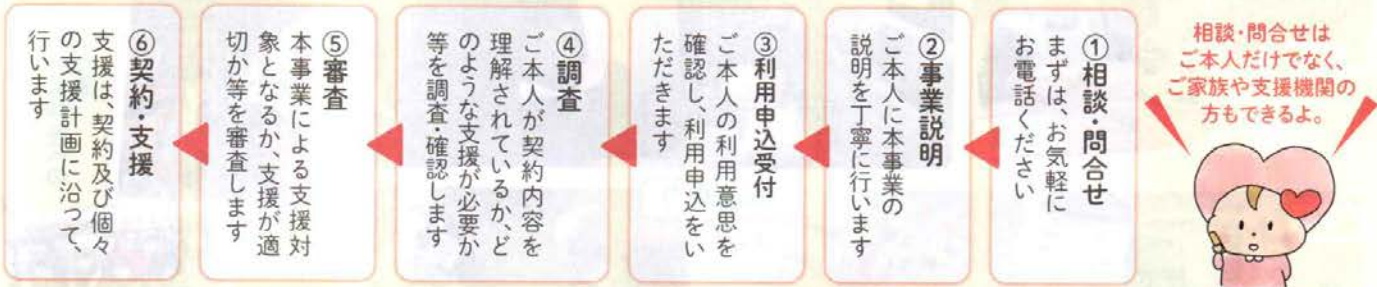 相談・問合せは
ご本人だけでなく、
ご家族や支援機関の
方もできるよ。
①相談・問合せ
まずは、お気軽に
お電話ください
②事業説明
ご本人に本事業の
説明を丁寧に行います
③利用申込受付
ご本人の利用意思を
確認し、利用申込をい
ただきます
④調査
ご本人が契約内容を
理解されているか、ど
のような支援が必要か
等を調査・確認します
⑤審査
本事業による支援対
象となるか、支援が適
切か等を審査します
⑥契約・支援
支援は、契約及び個々
の支援計画に沿って、
行います